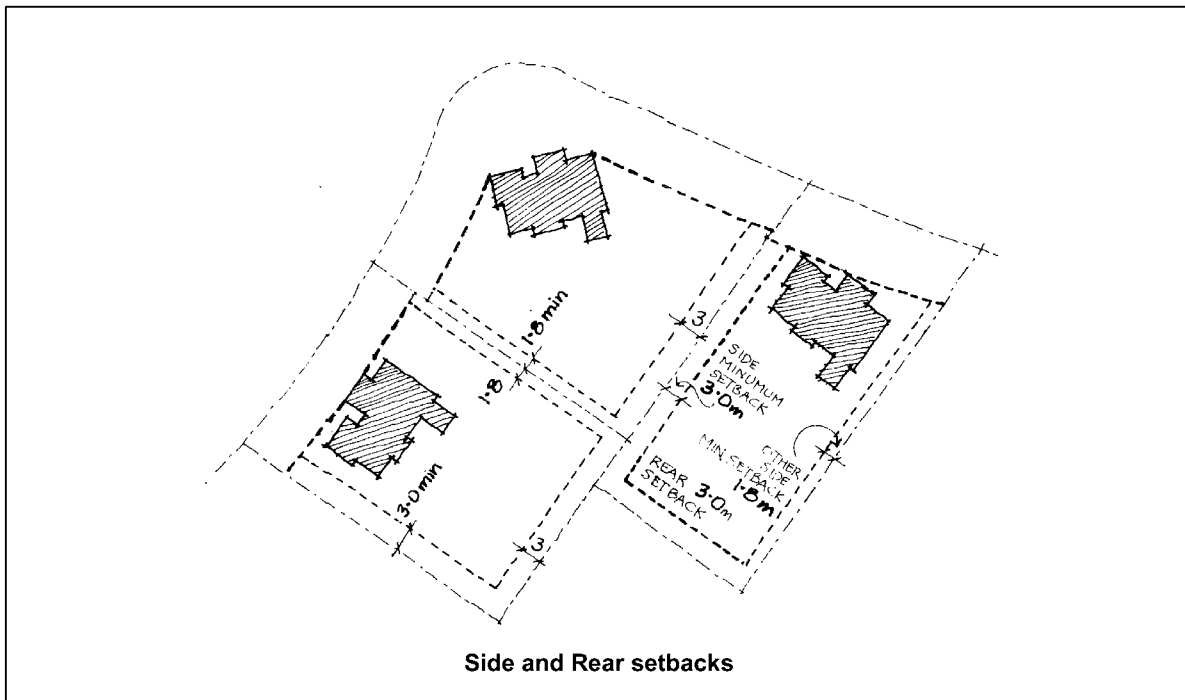 1.8 min
1.8
3
SIDE
MINUMUM
SETBACK
3.0m
OTHER
SIDE
MIN. SETBACK
1.8m
REAR 3.0m
SETBACK
3.0 min
3
Side and Rear setbacks